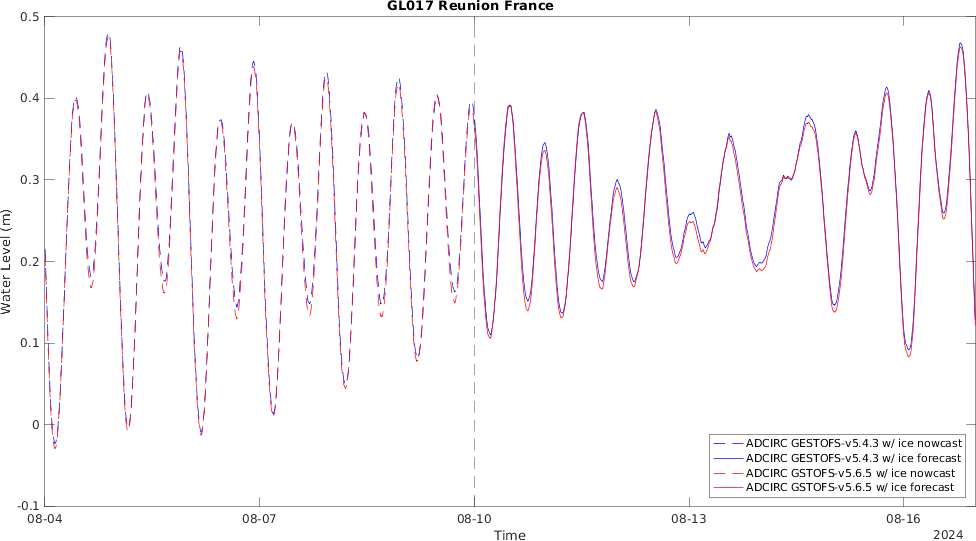 GL017 Reunion France
0.5
0.4
0.3
0.2
0.1
0
-0.1
Water Level (m)
08-04
08-07
08-10
08-13
08-16
Time
2024
ADCIRC GESTOFS-v5.4.3 w/ ice nowcast
ADCIRC GESTOFS-v5.4.3 w/ ice forecast
ADCIRC GSTOFS-v5.6.5 w/ ice nowcast
ADCIRC GSTOFS-v5.6.5 w/ ice forecast